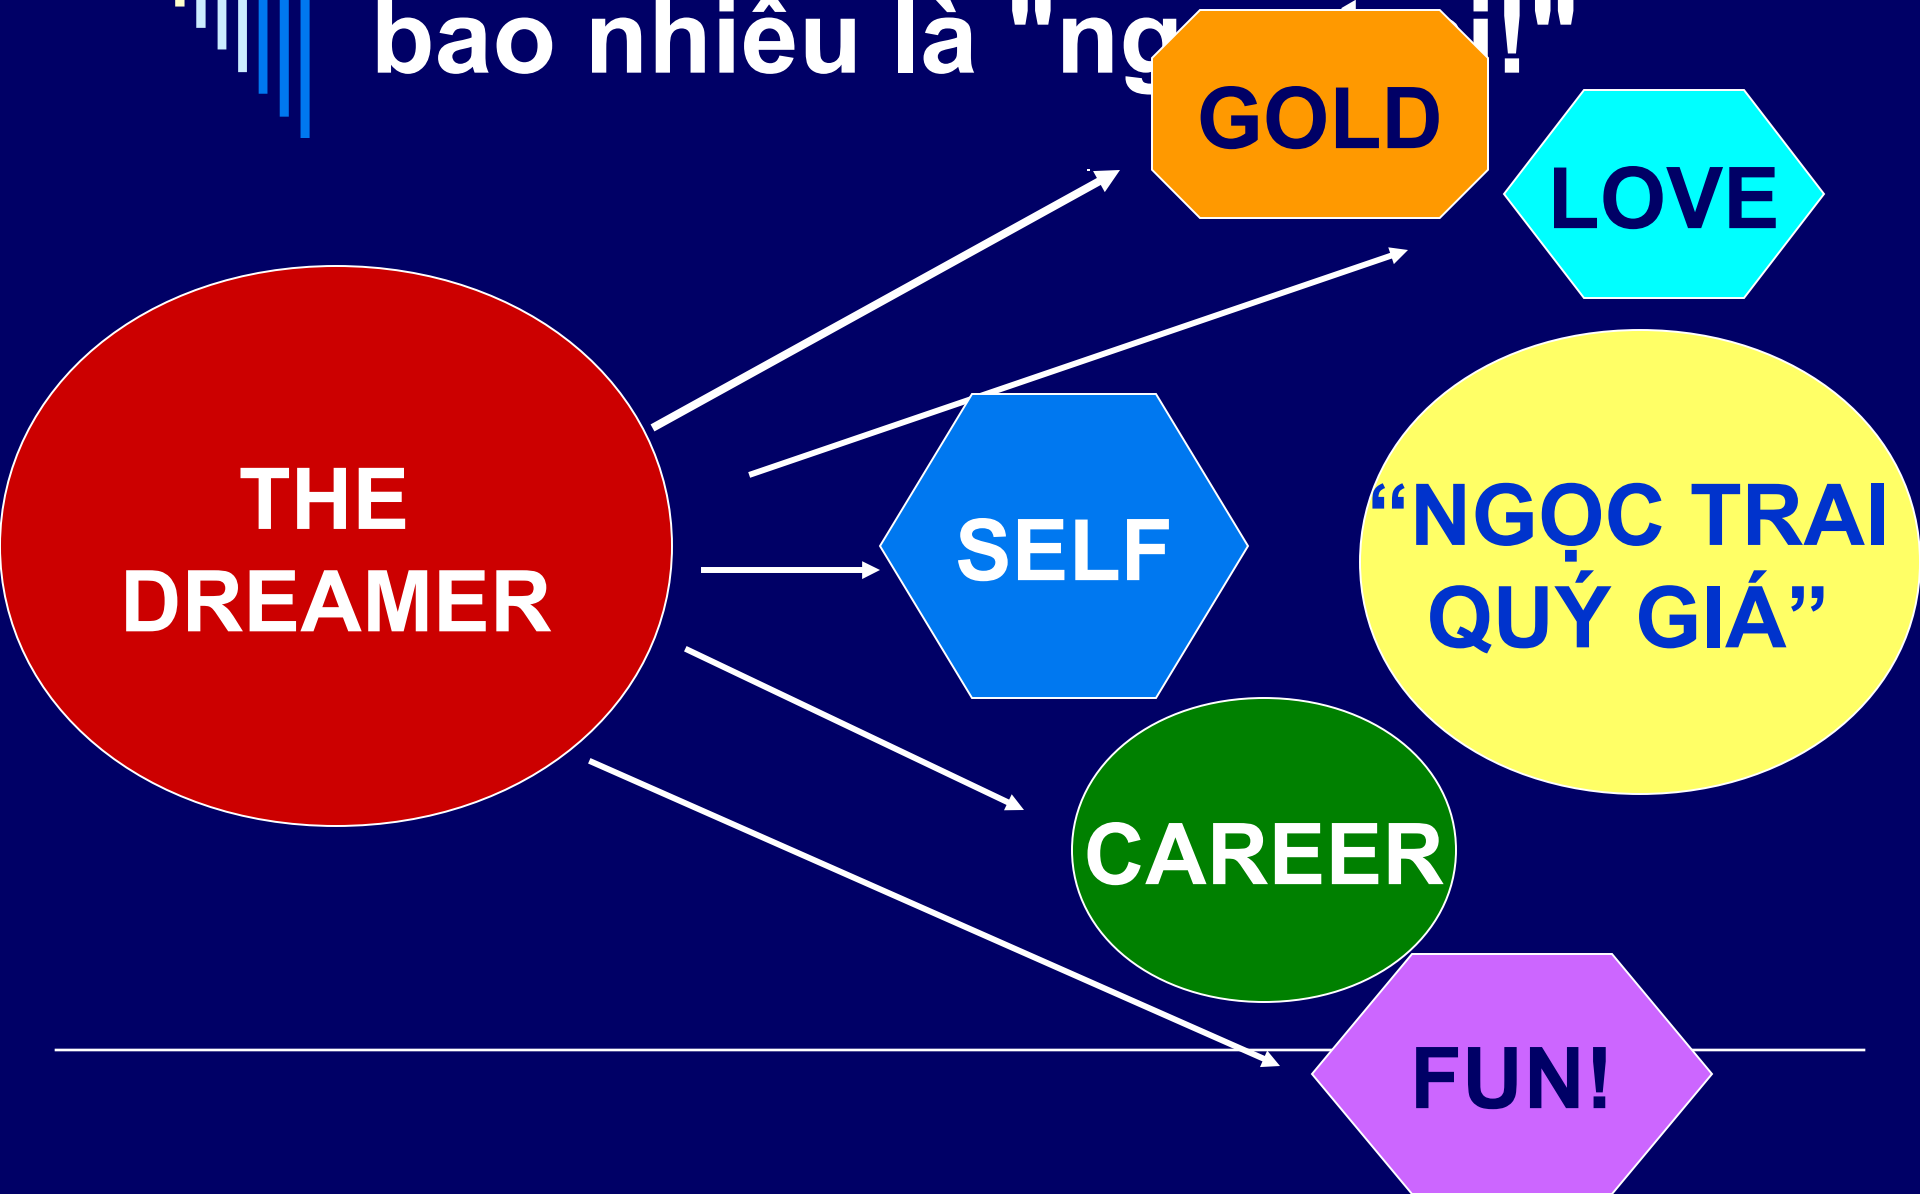 bao nhiêu là "ng i!"
GOLD
LOVE
THE
DREAMER
SELF
“NGỌC TRAI
QUÝ GIÁ”
CAREER
FUN!